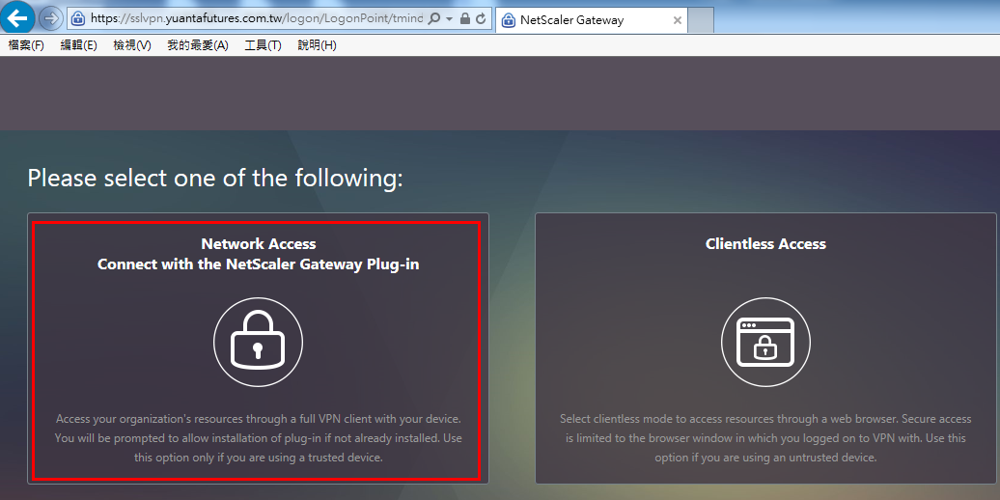 https://sslvpn.yuantafutures.com.tw/logon/LogonPoint/tmind
NetScaler Gateway
檔案(F) 編輯(E) 檢視(V) 我的最愛(A) 工具(T) 說明(H)
Please select one of the following:
Network Access
Connect with the NetScaler Gateway Plug-in
Access your organization's resources through a full VPN client with your device.
You will be prompted to allow installation of plug-in if not already installed. Use
this option only if you are using a trusted device.
Clientless Access
Select clientless mode to access resources through a web browser. Secure access
is limited to the browser window in which you logged on to VPN with. Use this
option if you are using an untrusted device.